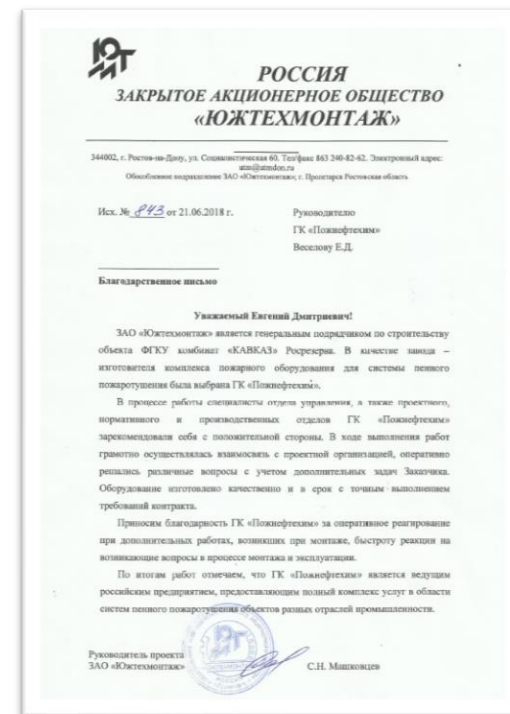 ЮТМ
РОССИЯ
ЗАКРЫТОЕ АКЦИОНЕРНОЕ ОБЩЕСТВО
«ЮЖТЕХМОНТАЖ»
344002, г. Ростов-на-Дону, ул. Социалистическая 60. Тел/факс 863 240-82-62. Электронный адрес:
utm@utmdon.ru
Обособленное подразделение ЗАО «Южтехмонтаж»; г. Пролетарск Ростовская область
Исх. № 843 от 21.06.2018 г.
Руководителю
ГК «Пожнефтехим»
Веселову Е.Д.
Благодарственное письмо
Уважаемый Евгений Дмитриевич!
ЗАО «Южтехмонтаж» является генеральным подрядчиком по строительству
объекта ФГКУ комбинат «КАВКАЗ» Росрезерва. В качестве завода –
изготовителя комплекса пожарного оборудования для системы пенного
пожаротушения была выбрана ГК «Пожнефтехим».
В процессе работы специалисты отдела управления, а также проектного,
нормативного и производственных отделов ГК «Пожнефтехим»
зарекомендовали себя с положительной стороны. В ходе выполнения работ
грамотно осуществлялась взаимосвязь с проектной организацией, оперативно
решались различные вопросы с учетом дополнительных задач Заказчика.
Оборудование изготовлено качественно и в срок с точным выполнением
требований контракта.
Приносим благодарность ГК «Пожнефтехим» за оперативное реагирование
при дополнительных работах, возникших при монтаже, быстроту реакции на
возникающие вопросы в процессе монтажа и эксплуатации.
По итогам работ отмечаем, что ГК «Пожнефтехим» является ведущим
российским предприятием, предоставляющим полный комплекс услуг в области
систем пенного пожаротушения объектов разных отраслей промышленности.
Руководитель проекта
ЗАО «Южтехмонтаж»
С.Н. Машковцев